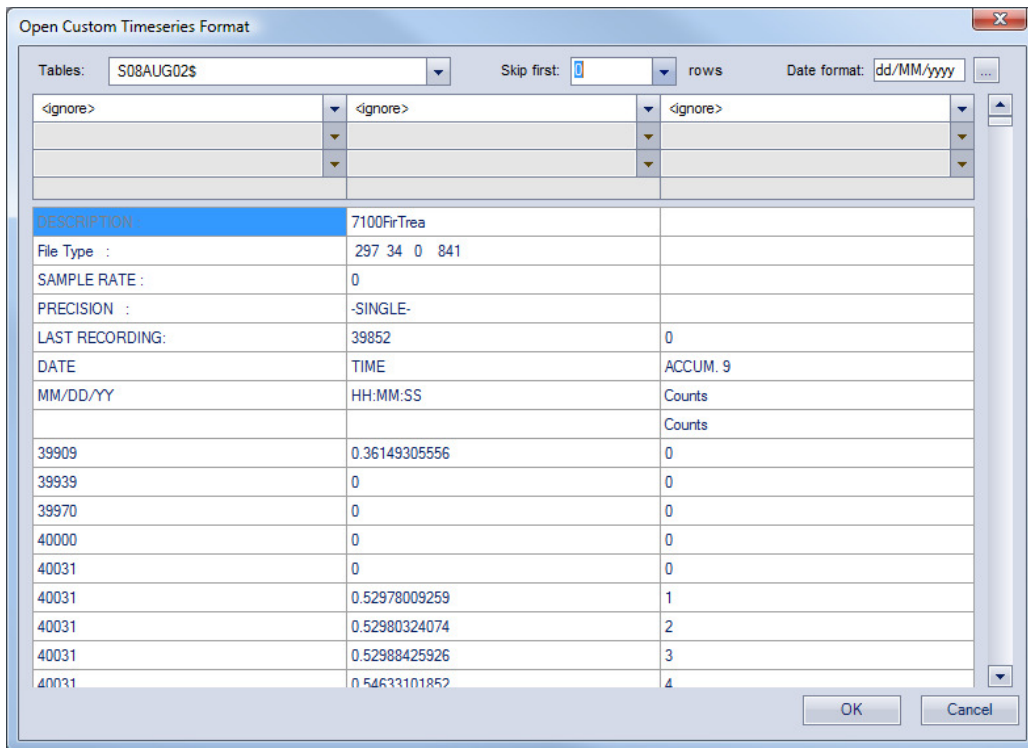 Open Custom Timeseries Format
Tables: S08AUG02$ Skip first: 0 rows Date format: dd/MM/yyyy ...
<ignore> <ignore> <ignore>
DESCRIPTION 7100FirTrea
File Type : 297 34 0 841
SAMPLE RATE : 0
PRECISION : -SINGLE-
LAST RECORDING: 39852 0
DATE TIME ACCUM. 9
MM/DD/YY HH:MM:SS Counts
Counts
39909 0.36149305556 0
39939 0 0
39970 0 0
40000 0 0
40031 0 0
40031 0.52978009259 1
40031 0.52980324074 2
40031 0.52988425926 3
40031 0.54633101852 4
OK Cancel